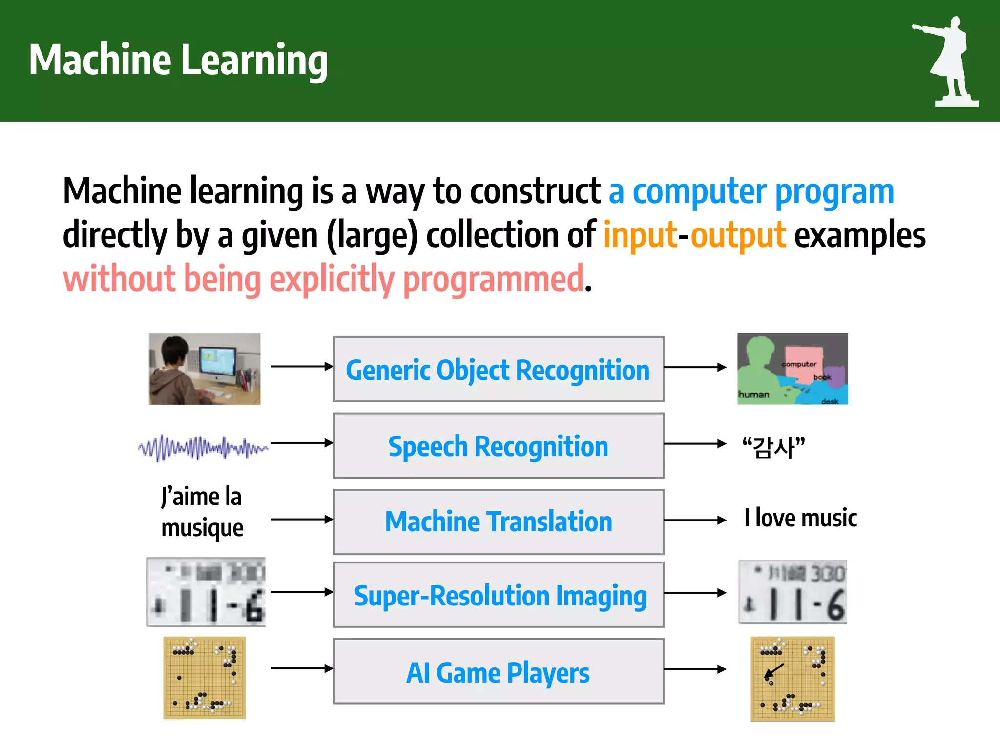 Machine Learning
Machine learning is a way to construct a computer program
directly by a given (large) collection of input-output examples
without being explicitly programmed.
Generic Object Recognition
computer
book
human
desk
Speech Recognition
“감사”
J’aime la
musique
Machine Translation
I love music
300
11-6
Super-Resolution Imaging
330
11-6
AI Game Players